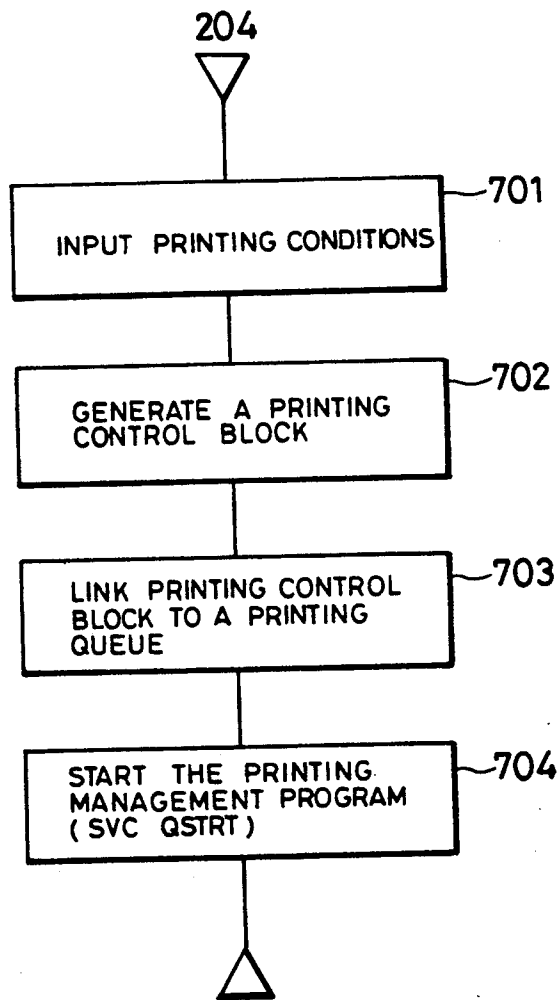 204
701
INPUT PRINTING CONDITIONS
702
GENERATE A PRINTING
CONTROL BLOCK
703
LINK PRINTING CONTROL
BLOCK TO A PRINTING
QUEUE
704
START THE PRINTING
MANAGEMENT PROGRAM
( SVC QSTRT )